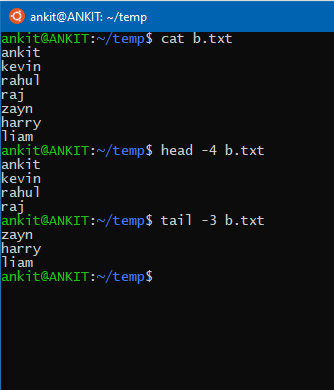 ankit@ANKIT: ~/temp
ankit@ANKIT:~/temp$ cat b.txt
ankit
kevin
rahul
raj
zayn
harry
liam
ankit@ANKIT:~/temp$ head -4 b.txt
ankit
kevin
rahul
raj
ankit@ANKIT:~/temp$ tail -3 b.txt
zayn
harry
liam
ankit@ANKIT:~/temp$